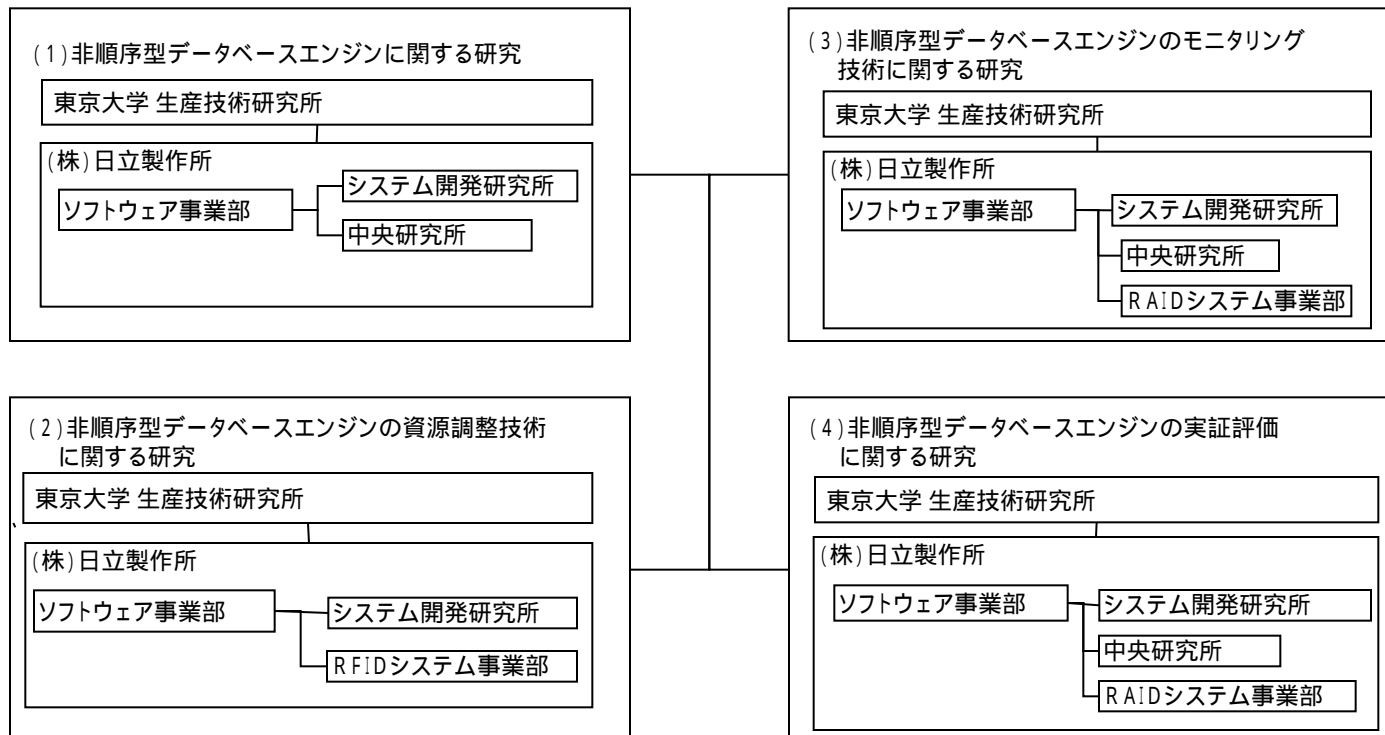 (1)非順序型データベースエンジンに関する研究
東京大学 生産技術研究所
(株)日立製作所
ソフトウェア事業部
システム開発研究所
中央研究所
(3)非順序型データベースエンジンのモニタリング
技術に関する研究
東京大学 生産技術研究所
(株)日立製作所
ソフトウェア事業部
システム開発研究所
中央研究所
RAIDシステム事業部
(2)非順序型データベースエンジンの資源調整技術
に関する研究
東京大学 生産技術研究所
(株)日立製作所
ソフトウェア事業部
システム開発研究所
RFIDシステム事業部
(4)非順序型データベースエンジンの実証評価
に関する研究
東京大学 生産技術研究所
(株)日立製作所
ソフトウェア事業部
システム開発研究所
中央研究所
RAIDシステム事業部